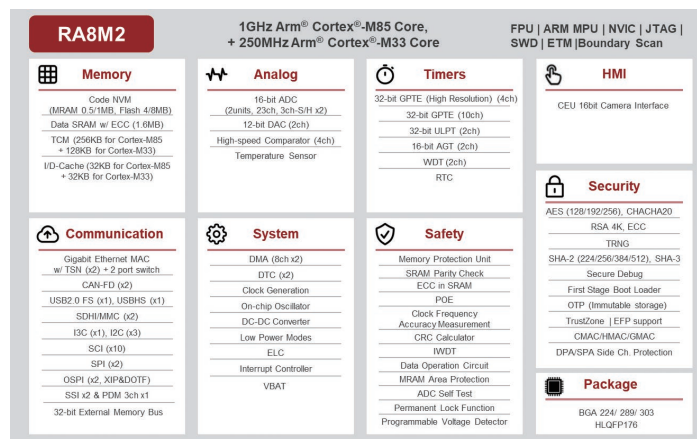 RA8M2
1GHz Arm® Cortex®-M85 Core,
+ 250MHz Arm® Cortex®-M33 Core
FPU | ARM MPU | NVIC | JTAG |
SWD | ETM |Boundary Scan
Memory
Code NVM
(MRAM 0.5/1MB, Flash 4/8MB)
Data SRAM w/ ECC (1.6MB)
TCM (256KB for Cortex-M85
+ 128KB for Cortex-M33)
I/D-Cache (32KB for Cortex-M85
+ 32KB for Cortex-M33)
Analog
16-bit ADC
(2units, 23ch, 3ch-S/H x2)
12-bit DAC (2ch)
High-speed Comparator (4ch)
Temperature Sensor
Timers
32-bit GPTE (High Resolution) (4ch)
32-bit GPTE (10ch)
32-bit ULPT (2ch)
16-bit AGT (2ch)
WDT (2ch)
RTC
HMI
CEU 16bit Camera Interface
Communication
Gigabit Ethernet MAC
w/ TSN (x2) + 2 port switch
CAN-FD (x2)
USB2.0 FS (x1), USBHS (x1)
SDHI/MMC (x2)
I3C (x1), I2C (x3)
SCI (x10)
SPI (x2)
OSPI (x2, XIP&DOTF)
SSI x2 & PDM 3ch x1
32-bit External Memory Bus
System
DMA (8ch x2)
DTC (x2)
Clock Generation
On-chip Oscillator
DC-DC Converter
Low Power Modes
ELC
Interrupt Controller
VBAT
Safety
Memory Protection Unit
SRAM Parity Check
ECC in SRAM
POE
Clock Frequency
Accuracy Measurement
CRC Calculator
IWDT
Data Operation Circuit
MRAM Area Protection
ADC Self Test
Permanent Lock Function
Programmable Voltage Detector
Security
AES (128/192/256), CHACHA20
RSA 4K, ECC
TRNG
SHA-2 (224/256/384/512), SHA-3
Secure Debug
First Stage Boot Loader
OTP (Immutable storage)
TrustZone | EFP support
CMAC/HMAC/GMAC
DPA/SPA Side Ch. Protection
Package
BGA 224/ 289/ 303
HLQFP176